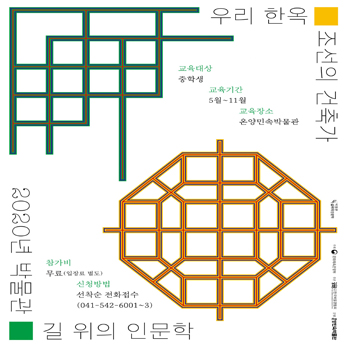 우리 한옥
조선의 건축가
교육대상
중학생
교육기간
5월~11월
교육장소
온양민속박물관
2020년 박물관
길 위의 인문학
참가비
무료(입장료 별도)
신청방법
선착순 전화접수
(041-542-6001~3)